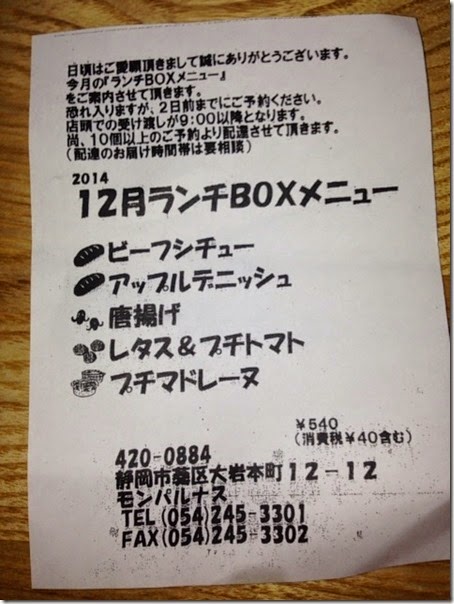 日頃はご愛顧頂きまして誠にありがとうございます。
今月の『ランチBOXメニュー』
をご案内させて頂きます。
恐れ入りますが、2日前までにご予約ください。
店頭での受け渡しが9:00以降となります。
尚、10個以上のご予約より配達させて頂きます。
(配達のお届け時間帯は要相談)
2014
12月ランチBOXメニュー
ビーフシチュー
アップルデニッシュ
唐揚げ
レタス&プチトマト
プチマドレーヌ
￥540
(消費税￥40含む)
420-0884
静岡市葵区大岩本町12-12
モンパルナス
TEL(054)245-3301
FAX(054)245-3302